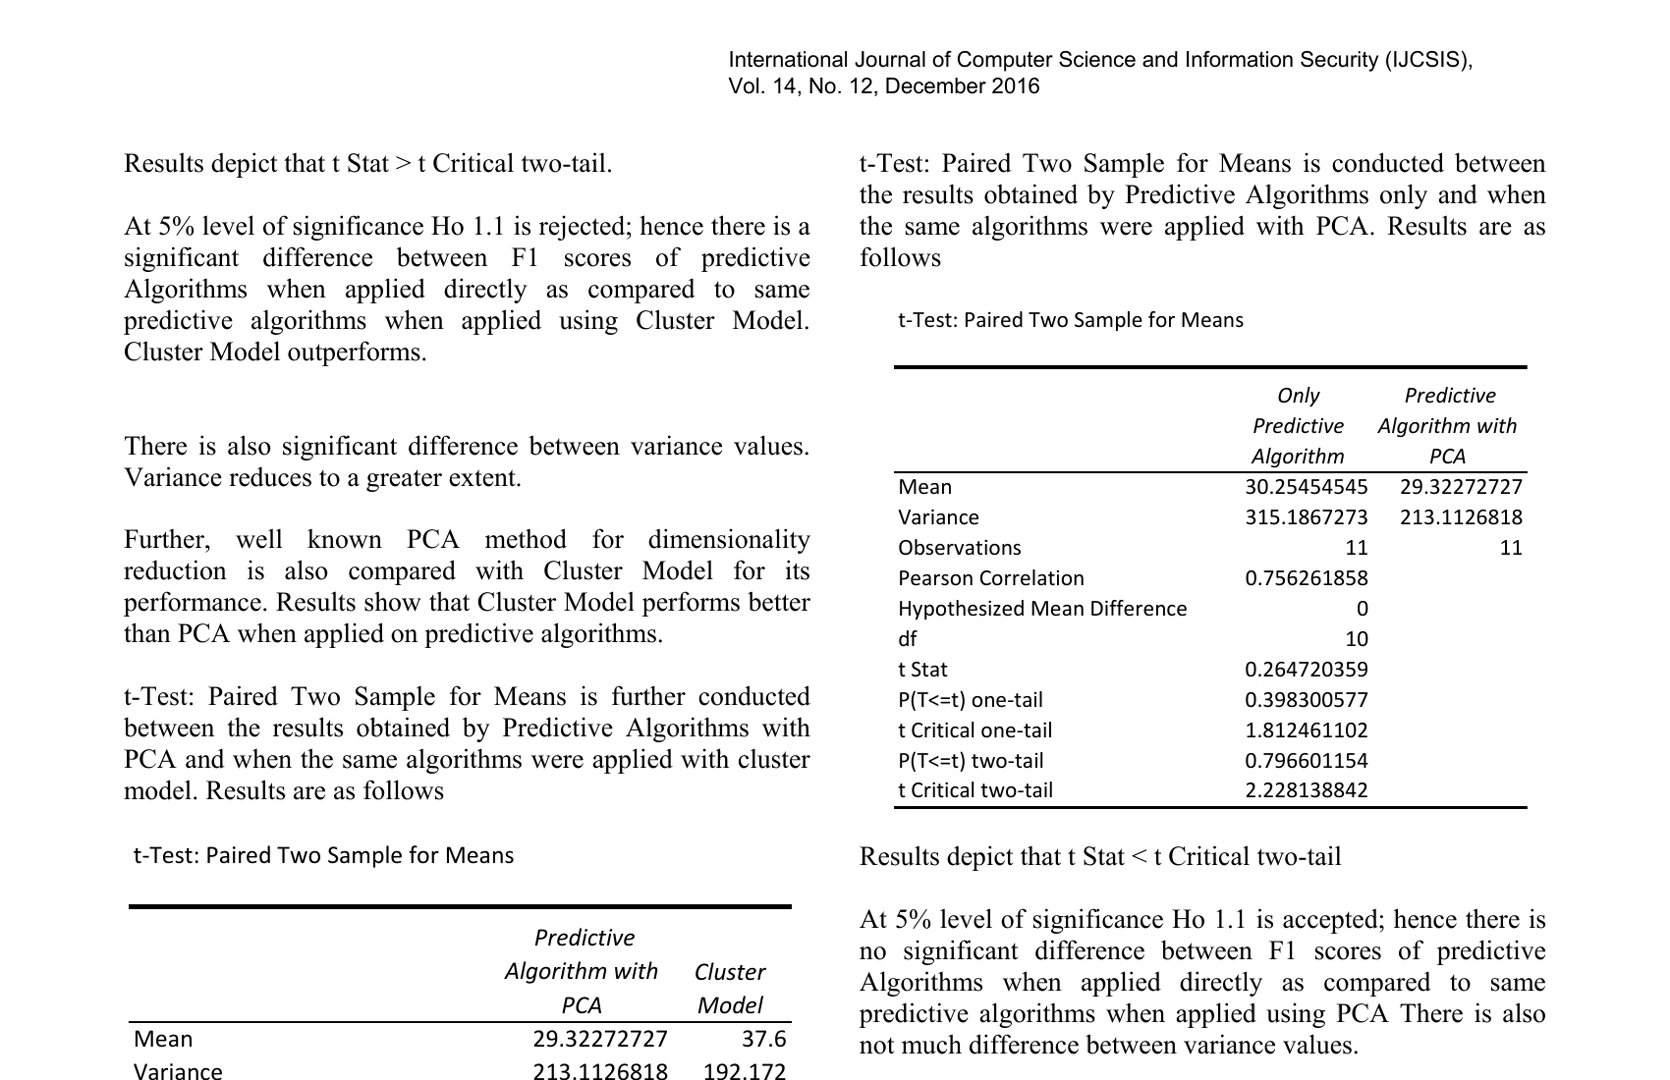 International Journal of Computer Science and Information Security (IJCSIS),
Vol. 14, No. 12, December 2016
Results depict that t Stat > t Critical two-tail.
At 5% level of significance Ho 1.1 is rejected; hence there is a
significant difference between F1 scores of predictive
Algorithms when applied directly as compared to same
predictive algorithms when applied using Cluster Model.
Cluster Model outperforms.
There is also significant difference between variance values.
Variance reduces to a greater extent.
Further, well known PCA method for dimensionality
reduction is also compared with Cluster Model for its
performance. Results show that Cluster Model performs better
than PCA when applied on predictive algorithms.
t-Test: Paired Two Sample for Means is further conducted
between the results obtained by Predictive Algorithms with
PCA and when the same algorithms were applied with cluster
model. Results are as follows
t-Test: Paired Two Sample for Means
Predictive
Algorithm with Cluster
PCA Model
Mean 29.32272727 37.6
Variance 213.1126818 192.172
t-Test: Paired Two Sample for Means is conducted between
the results obtained by Predictive Algorithms only and when
the same algorithms were applied with PCA. Results are as
follows
t-Test: Paired Two Sample for Means
Only Predictive
Predictive Algorithm with
Algorithm PCA
Mean 30.25454545 29.32272727
Variance 315.1867273 213.1126818
Observations 11 11
Pearson Correlation 0.756261858
Hypothesized Mean Difference 0
df 10
t Stat 0.264720359
P(T<=t) one-tail 0.398300577
t Critical one-tail 1.812461102
P(T<=t) two-tail 0.796601154
t Critical two-tail 2.228138842
Results depict that t Stat < t Critical two-tail
At 5% level of significance Ho 1.1 is accepted; hence there is
no significant difference between F1 scores of predictive
Algorithms when applied directly as compared to same
predictive algorithms when applied using PCA There is also
not much difference between variance values.